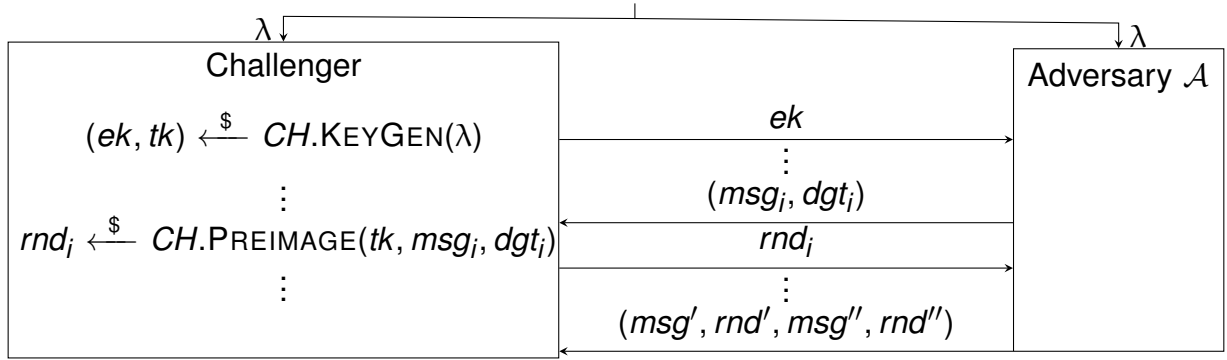 λ λ
Challenger
Adversary 𝒜
(ek, tk) ←$ CH.KEYGEN(λ)
ek
⋮
⋮
(msg_i, dgt_i)
rnd_i ←$ CH.PREIMAGE(tk, msg_i, dgt_i)
rnd_i
⋮
⋮
(msg′, rnd′, msg″, rnd″)